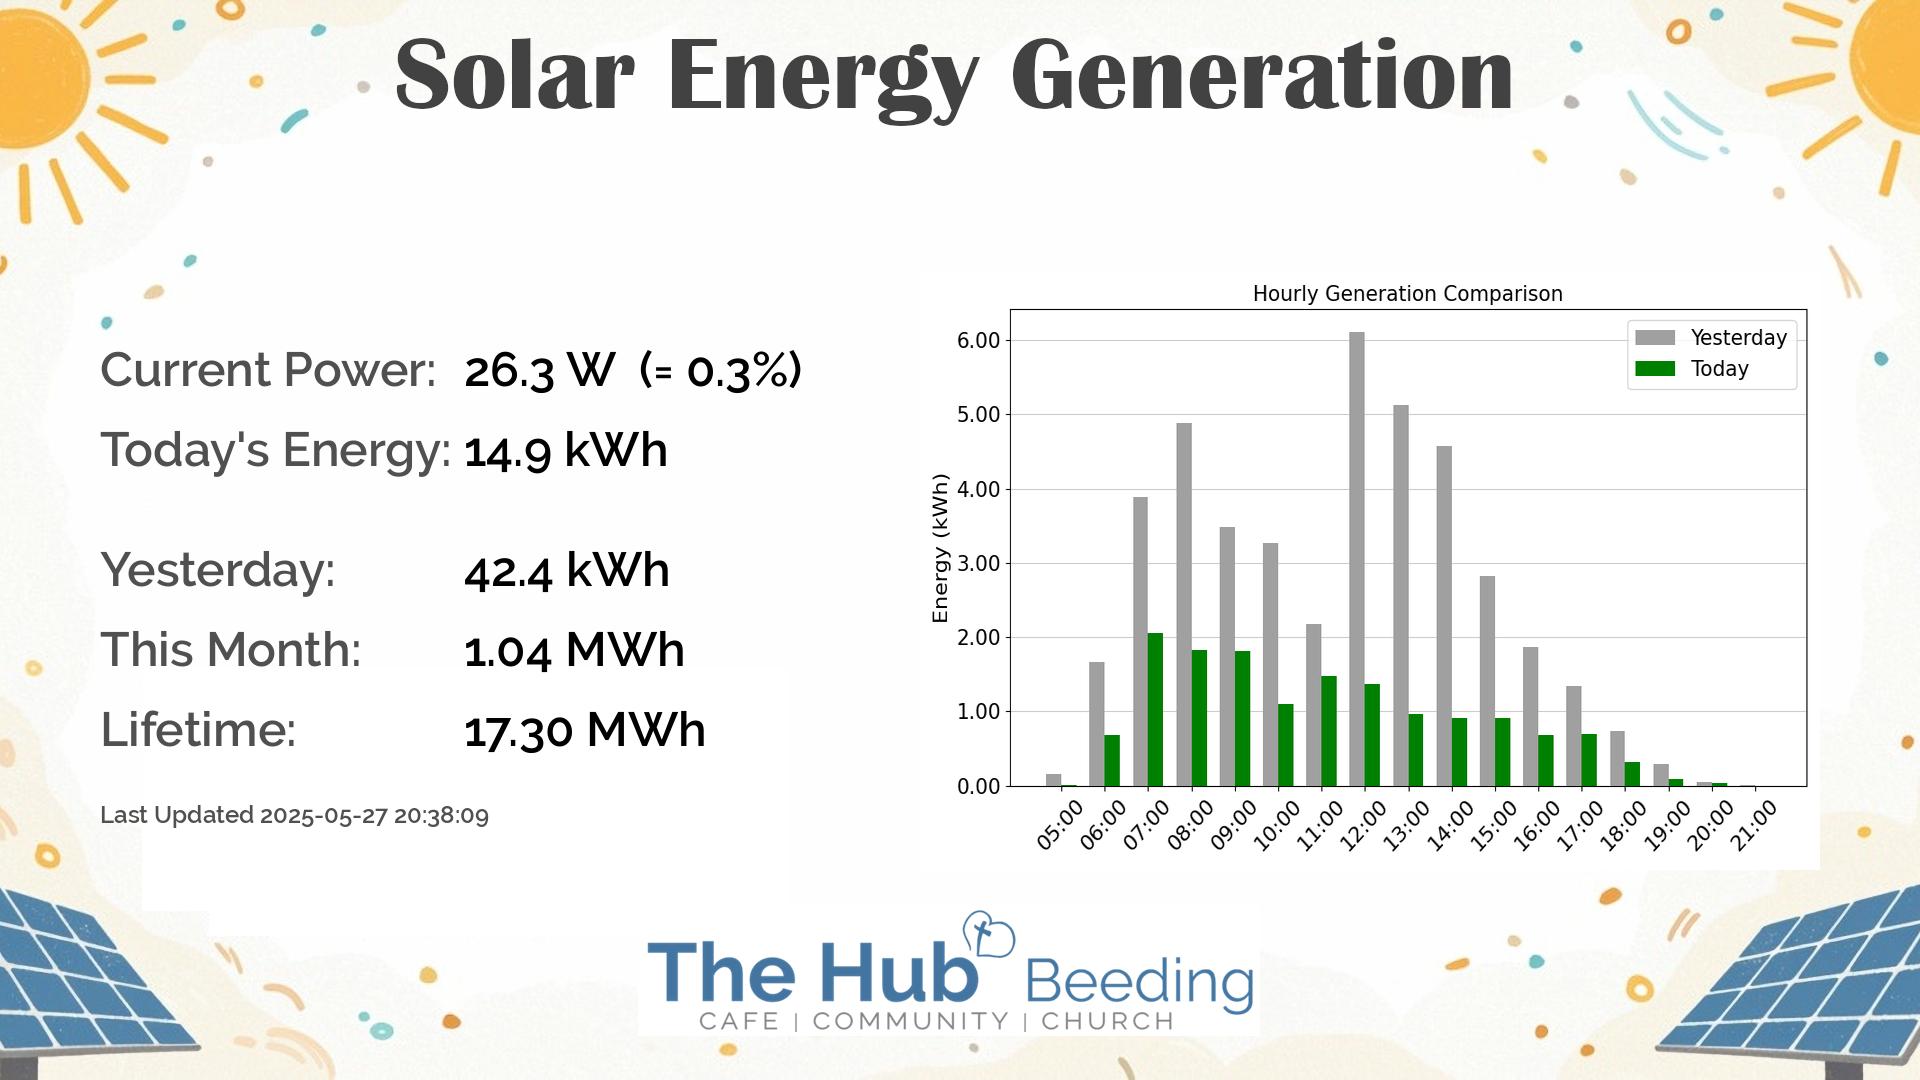 Solar Energy Generation
Current Power: 26.3 W (= 0.3%)
Today's Energy: 14.9 kWh
Yesterday: 42.4 kWh
This Month: 1.04 MWh
Lifetime: 17.30 MWh
Last Updated 2025-05-27 20:38:09
Hourly Generation Comparison
Yesterday
Today
Energy (kWh)
6.00
5.00
4.00
3.00
2.00
1.00
0.00
05:00 06:00 07:00 08:00 09:00 10:00 11:00 12:00 13:00 14:00 15:00 16:00 17:00 18:00 19:00 20:00 21:00
The Hub Beeding
CAFE | COMMUNITY | CHURCH